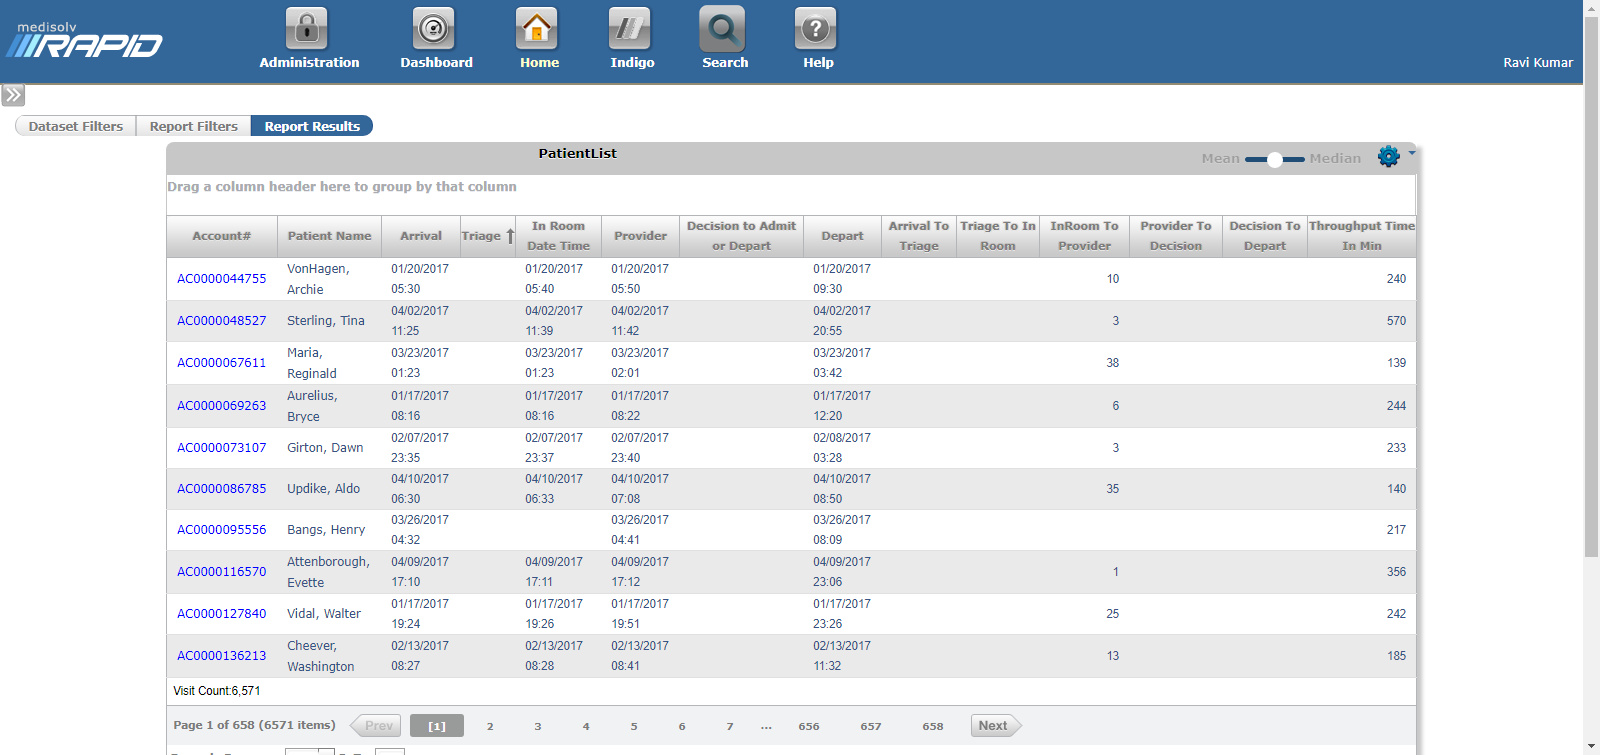 medisolv
RAPID
Administration Dashboard Home Indigo Search Help
Ravi Kumar
Dataset Filters Report Filters Report Results
PatientList
Mean Median
Drag a column header here to group by that column
Account# Patient Name Arrival Triage In Room Date Time Provider Decision to Admit or Depart Depart Arrival To Triage Triage To In Room InRoom To Provider Provider To Decision Decision To Depart Throughput Time In Min
AC0000044755 VonHagen, Archie 01/20/2017 05:30 01/20/2017 05:40 01/20/2017 05:50 01/20/2017 09:30 10 240
AC0000048527 Sterling, Tina 04/02/2017 11:25 04/02/2017 11:39 04/02/2017 11:42 04/02/2017 20:55 3 570
AC0000067611 Maria, Reginald 03/23/2017 01:23 03/23/2017 01:23 03/23/2017 02:01 03/23/2017 03:42 38 139
AC0000069263 Aurelius, Bryce 01/17/2017 08:16 01/17/2017 08:16 01/17/2017 08:22 01/17/2017 12:20 6 244
AC0000073107 Girton, Dawn 02/07/2017 23:35 02/07/2017 23:37 02/07/2017 23:40 02/08/2017 03:28 3 233
AC0000086785 Updike, Aldo 04/10/2017 06:30 04/10/2017 06:33 04/10/2017 07:08 04/10/2017 08:50 35 140
AC0000095556 Bangs, Henry 03/26/2017 04:32 03/26/2017 04:41 03/26/2017 08:09 217
AC0000116570 Attenborough, Evette 04/09/2017 17:10 04/09/2017 17:11 04/09/2017 17:12 04/09/2017 23:06 1 356
AC0000127840 Vidal, Walter 01/17/2017 19:24 01/17/2017 19:26 01/17/2017 19:51 01/17/2017 23:26 25 242
AC0000136213 Cheever, Washington 02/13/2017 08:27 02/13/2017 08:28 02/13/2017 08:41 02/13/2017 11:32 13 185
Visit Count:6,571
Page 1 of 658 (6571 items) Prev [1] 2 3 4 5 6 7 ... 656 657 658 Next